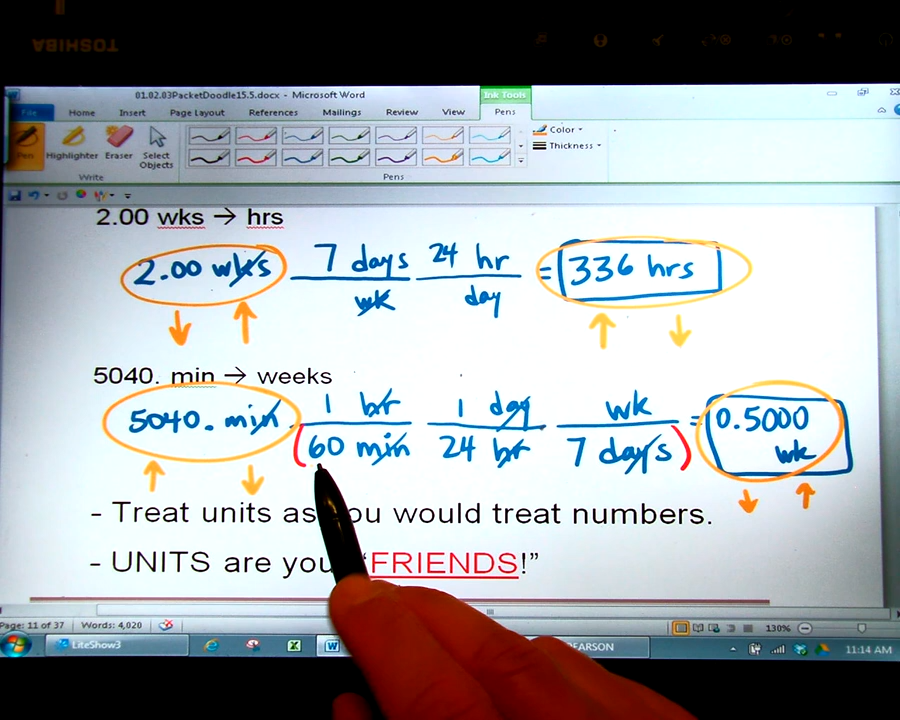 TOSHIBA
01.02.03PacketDoodle15.5.docx - Microsoft Word
Ink Tools
File Home Insert Page Layout References Mailings Review View Pens
Pen Highlighter Eraser Select Objects
Color
Thickness
Write
Pens
2.00 wks → hrs
2.00 wks 7 days 24 hr = 336 hrs
wk day
5040. min → weeks
5040. min 1 hr 1 day wk = 0.5000 wk
(60 min 24 hr 7 days)
- Treat units as you would treat numbers.
- UNITS are you "FRIENDS!"
Page: 11 of 37 Words: 4,020 130%
LiteShow3 EARSON 11:14 AM